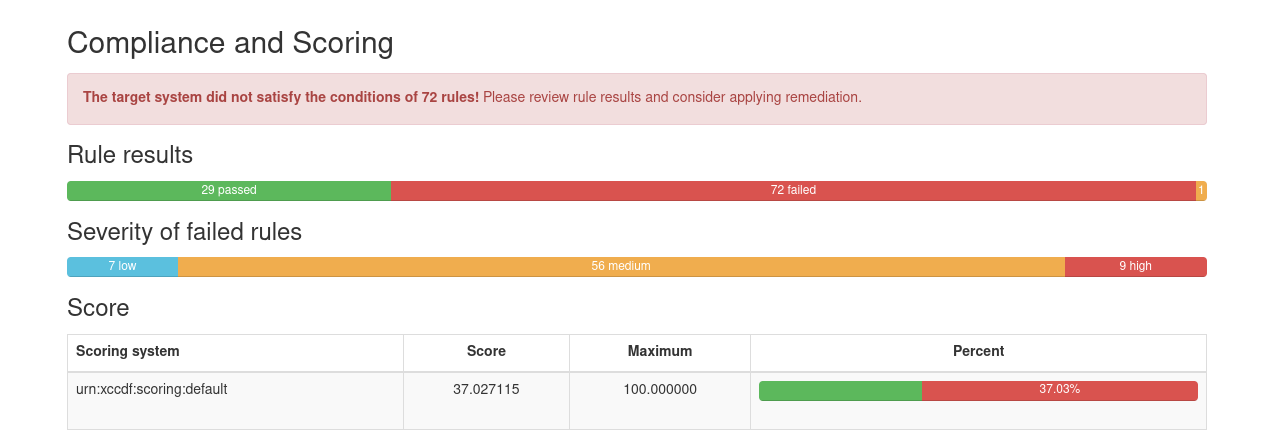 Compliance and Scoring
The target system did not satisfy the conditions of 72 rules! Please review rule results and consider applying remediation.
Rule results
29 passed 72 failed 1
Severity of failed rules
7 low 56 medium 9 high
Score
Scoring system Score Maximum Percent
urn:xccdf:scoring:default 37.027115 100.000000 37.03%